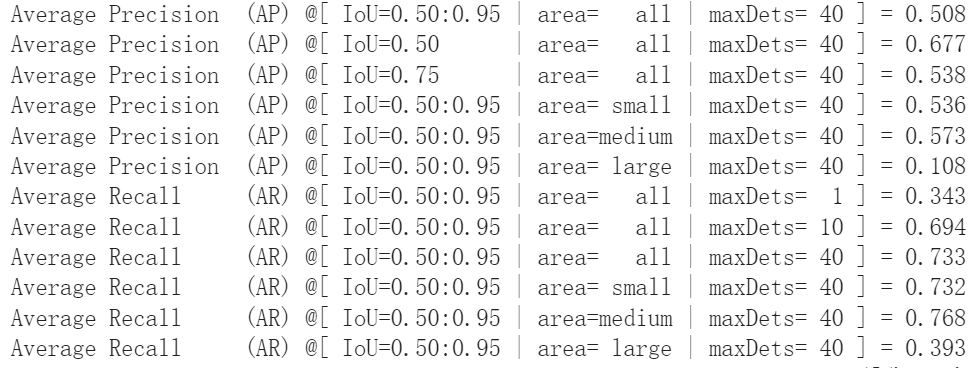 Average Precision (AP) @[ IoU=0.50:0.95 | area= all | maxDets= 40 ] = 0.508
Average Precision (AP) @[ IoU=0.50 | area= all | maxDets= 40 ] = 0.677
Average Precision (AP) @[ IoU=0.75 | area= all | maxDets= 40 ] = 0.538
Average Precision (AP) @[ IoU=0.50:0.95 | area= small | maxDets= 40 ] = 0.536
Average Precision (AP) @[ IoU=0.50:0.95 | area=medium | maxDets= 40 ] = 0.573
Average Precision (AP) @[ IoU=0.50:0.95 | area= large | maxDets= 40 ] = 0.108
Average Recall (AR) @[ IoU=0.50:0.95 | area= all | maxDets= 1 ] = 0.343
Average Recall (AR) @[ IoU=0.50:0.95 | area= all | maxDets= 10 ] = 0.694
Average Recall (AR) @[ IoU=0.50:0.95 | area= all | maxDets= 40 ] = 0.733
Average Recall (AR) @[ IoU=0.50:0.95 | area= small | maxDets= 40 ] = 0.732
Average Recall (AR) @[ IoU=0.50:0.95 | area=medium | maxDets= 40 ] = 0.768
Average Recall (AR) @[ IoU=0.50:0.95 | area= large | maxDets= 40 ] = 0.393